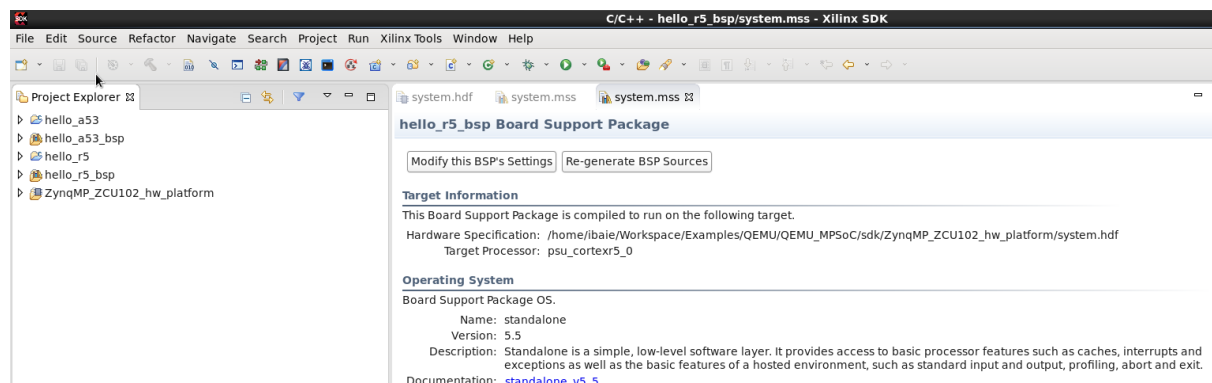 SDK C/C++ - hello_r5_bsp/system.mss - Xilinx SDK
File Edit Source Refactor Navigate Search Project Run Xilinx Tools Window Help
Project Explorer
hello_a53
hello_a53_bsp
hello_r5
hello_r5_bsp
ZynqMP_ZCU102_hw_platform
system.hdf system.mss system.mss
hello_r5_bsp Board Support Package
Modify this BSP's Settings Re-generate BSP Sources
Target Information
This Board Support Package is compiled to run on the following target.
Hardware Specification: /home/ibaie/Workspace/Examples/QEMU/QEMU_MPSoC/sdk/ZynqMP_ZCU102_hw_platform/system.hdf
Target Processor: psu_cortexr5_0
Operating System
Board Support Package OS.
Name: standalone
Version: 5.5
Description: Standalone is a simple, low-level software layer. It provides access to basic processor features such as caches, interrupts and
exceptions as well as the basic features of a hosted environment, such as standard input and output, profiling, abort and exit.
Documentation: standalone_v5_5